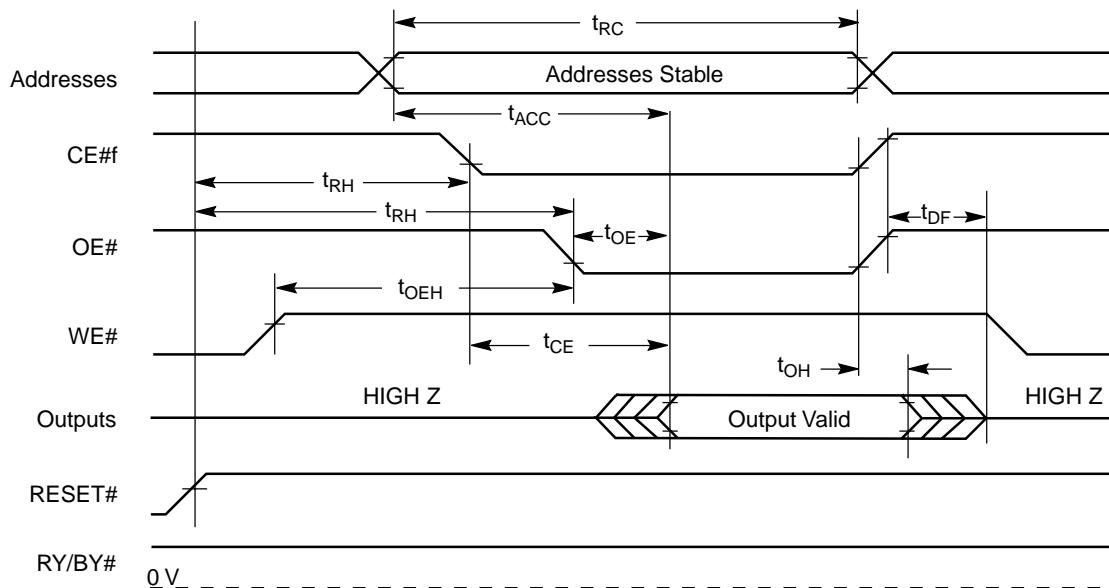 tRC
Addresses
Addresses Stable
tACC
CE#f
tRH
tRH
tDF
OE#
tOE
tOEH
WE#
tCE
tOH
HIGH Z
HIGH Z
Outputs
Output Valid
RESET#
RY/BY#
0 V